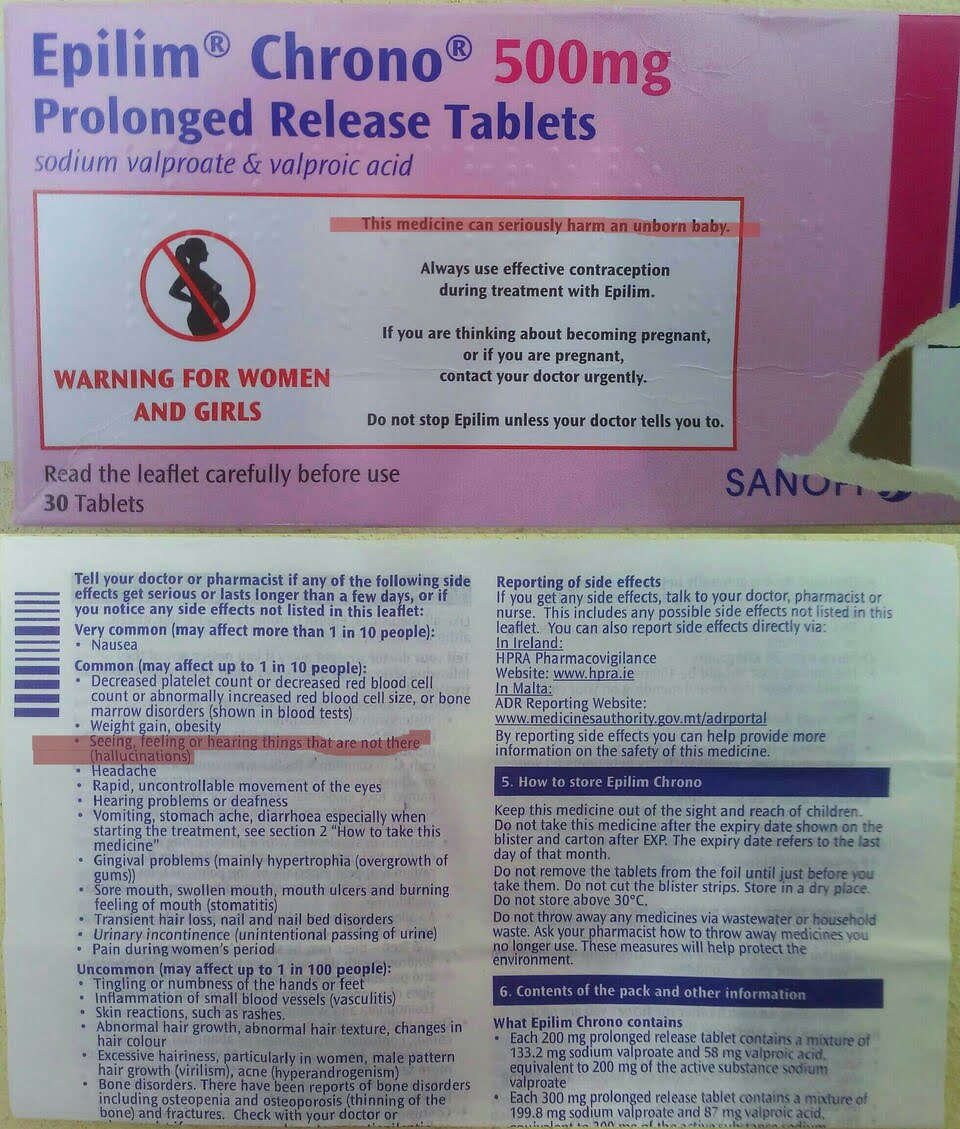 Epilim® Chrono® 500mg
Prolonged Release Tablets
sodium valproate & valproic acid
This medicine can seriously harm an unborn baby.
Always use effective contraception
during treatment with Epilim.
If you are thinking about becoming pregnant,
or if you are pregnant,
contact your doctor urgently.
Do not stop Epilim unless your doctor tells you to.
WARNING FOR WOMEN
AND GIRLS
Read the leaflet carefully before use
30 Tablets
SANOFI
Tell your doctor or pharmacist if any of the following side
effects get serious or lasts longer than a few days, or if
you notice any side effects not listed in this leaflet:
Very common (may affect more than 1 in 10 people):
• Nausea
Common (may affect up to 1 in 10 people):
• Decreased platelet count or decreased red blood cell
count or abnormally increased red blood cell size, or bone
marrow disorders (shown in blood tests)
• Weight gain, obesity
• Seeing, feeling or hearing things that are not there
(hallucinations)
• Headache
• Rapid, uncontrollable movement of the eyes
• Hearing problems or deafness
• Vomiting, stomach ache, diarrhoea especially when
starting the treatment, see section 2 “How to take this
medicine”
• Gingival problems (mainly hypertrophia (overgrowth of
gums))
• Sore mouth, swollen mouth, mouth ulcers and burning
feeling of mouth (stomatitis)
• Transient hair loss, nail and nail bed disorders
• Urinary incontinence (unintentional passing of urine)
• Pain during women's period
Uncommon (may affect up to 1 in 100 people):
• Tingling or numbness of the hands or feet
• Inflammation of small blood vessels (vasculitis)
• Skin reactions, such as rashes.
• Abnormal hair growth, abnormal hair texture, changes in
hair colour
• Excessive hairiness, particularly in women, male pattern
hair growth (virilism), acne (hyperandrogenism)
• Bone disorders. There have been reports of bone disorders
including osteopenia and osteoporosis (thinning of the
bone) and fractures. Check with your doctor or
Reporting of side effects
If you get any side effects, talk to your doctor, pharmacist or
nurse. This includes any possible side effects not listed in this
leaflet. You can also report side effects directly via:
In Ireland:
HPRA Pharmacovigilance
Website: www.hpra.ie
In Malta:
ADR Reporting Website:
www.medicinesauthority.gov.mt/adrportal
By reporting side effects you can help provide more
information on the safety of this medicine.
5. How to store Epilim Chrono
Keep this medicine out of the sight and reach of children.
Do not take this medicine after the expiry date shown on the
blister and carton after EXP. The expiry date refers to the last
day of that month.
Do not remove the tablets from the foil until just before you
take them. Do not cut the blister strips. Store in a dry place.
Do not store above 30°C.
Do not throw away any medicines via wastewater or household
waste. Ask your pharmacist how to throw away medicines you
no longer use. These measures will help protect the
environment.
6. Contents of the pack and other information
What Epilim Chrono contains
• Each 200 mg prolonged release tablet contains a mixture of
133.2 mg sodium valproate and 58 mg valproic acid,
equivalent to 200 mg of the active substance sodium
valproate
• Each 300 mg prolonged release tablet contains a mixture of
199.8 mg sodium valproate and 87 mg valproic acid,
equivalent to 300 mg of the active substance sodium